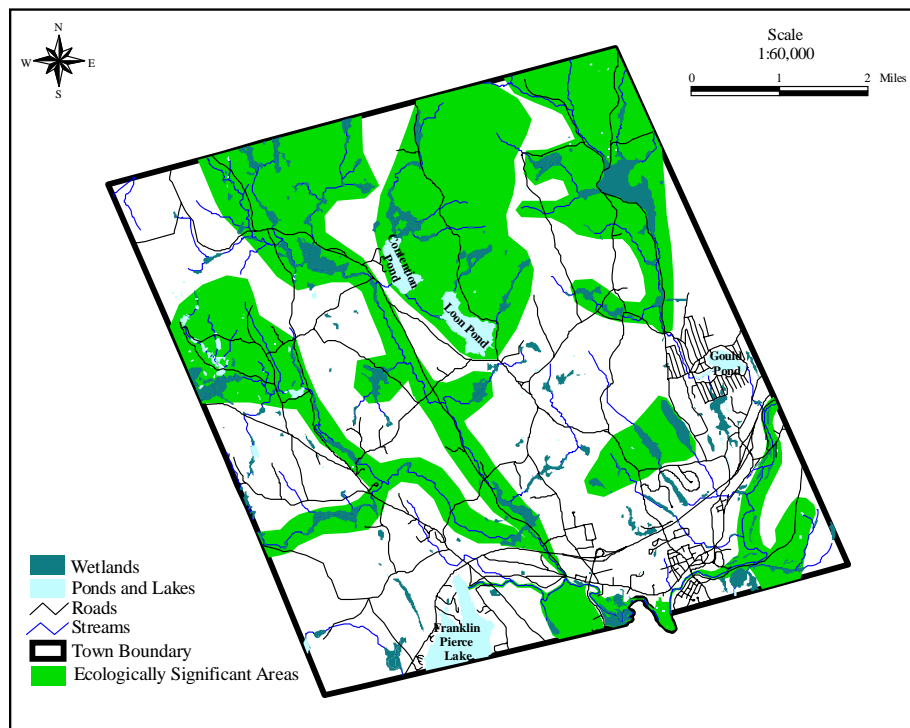 N
W E
S
Scale
1:60,000
0 1 2 Miles
Contention
Pond
Loon Pond
Gould
Pond
Franklin
Pierce
Lake
Wetlands
Ponds and Lakes
Roads
Streams
Town Boundary
Ecologically Significant Areas